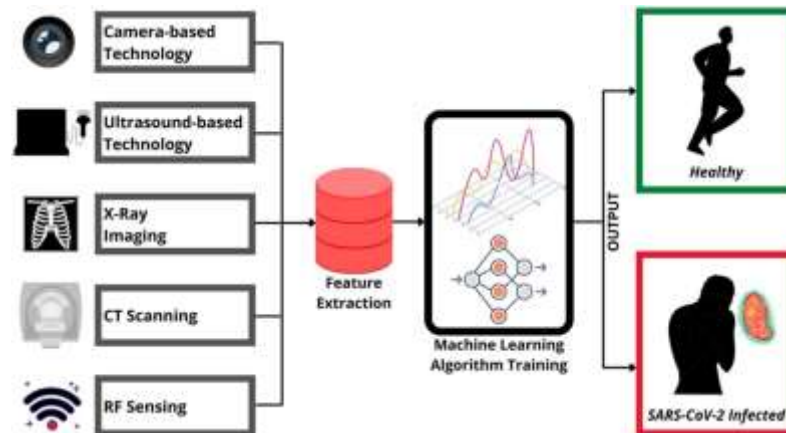 Camera-based
Technology
Ultrasound-based
Technology
X-Ray
Imaging
CT Scanning
RF Sensing
Feature
Extraction
Machine Learning
Algorithm Training
OUTPUT
Healthy
SARS-CoV-2 Infected